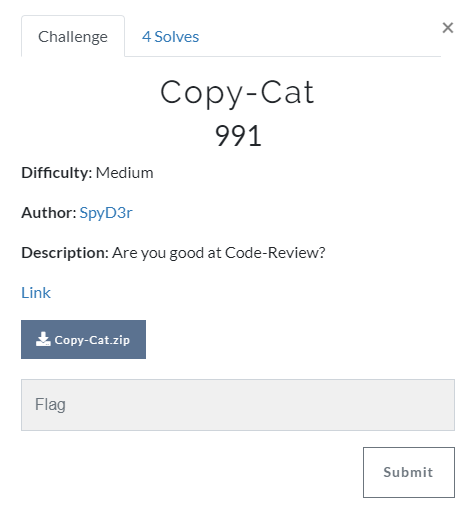 Challenge 4 Solves ×
Copy-Cat
991
Difficulty: Medium
Author: SpyD3r
Description: Are you good at Code-Review?
Link
Copy-Cat.zip
Flag
Submit